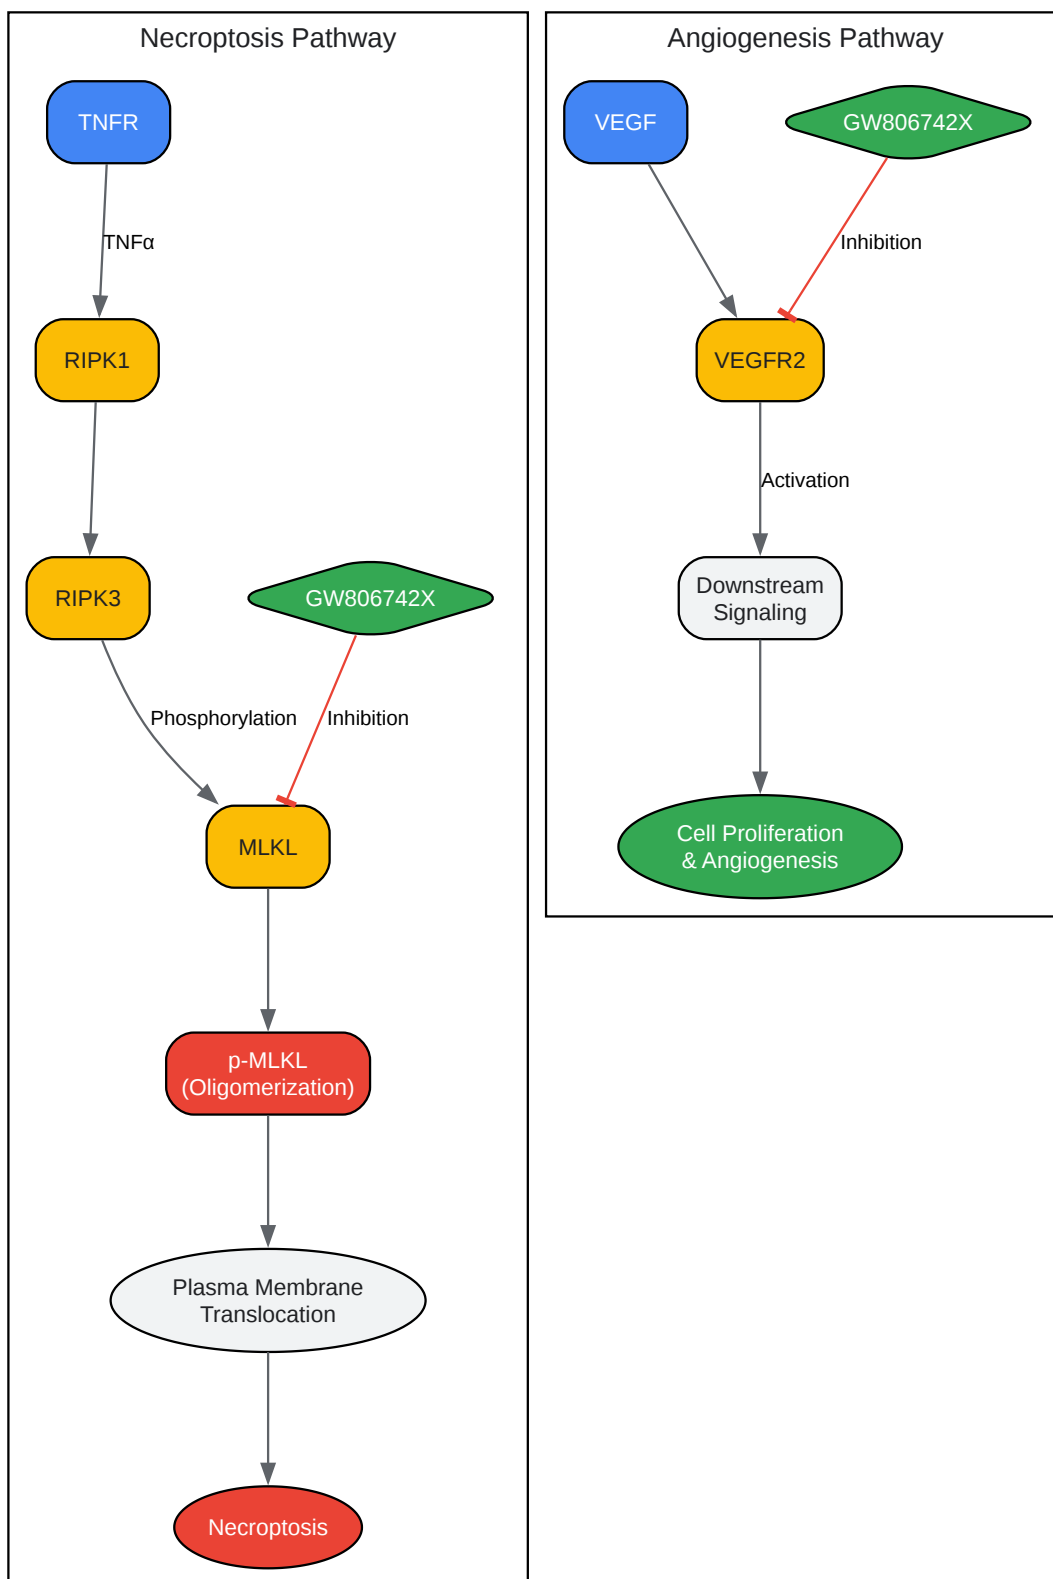 Necroptosis Pathway
TNFR
TNFα
RIPK1
RIPK3
GW806742X
Phosphorylation
Inhibition
MLKL
p-MLKL
(Oligomerization)
Plasma Membrane
Translocation
Necroptosis
Angiogenesis Pathway
VEGF
GW806742X
Inhibition
VEGFR2
Activation
Downstream
Signaling
Cell Proliferation
& Angiogenesis